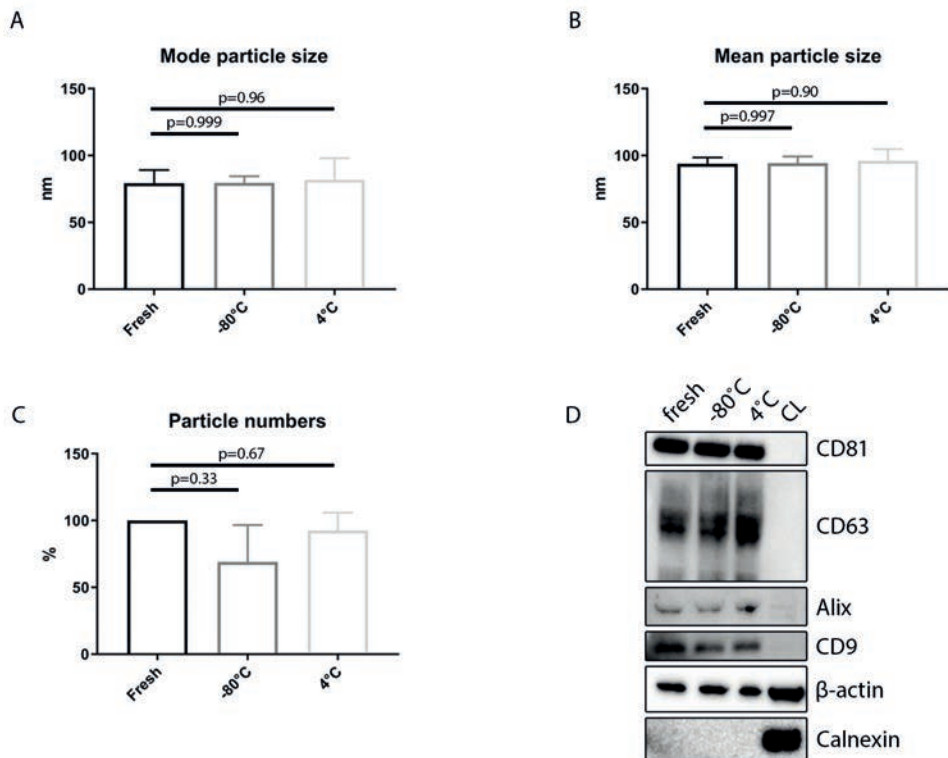 A
Mode particle size
150
100
50
0
nm
p=0.96
p=0.999
Fresh
-80°C
4°C
B
Mean particle size
150
100
50
0
nm
p=0.90
p=0.997
Fresh
-80°C
4°C
C
Particle numbers
150
100
50
0
%
p=0.67
p=0.33
Fresh
-80°C
4°C
D
fresh
-80°C
4°C
CL
CD81
CD63
Alix
CD9
β-actin
Calnexin